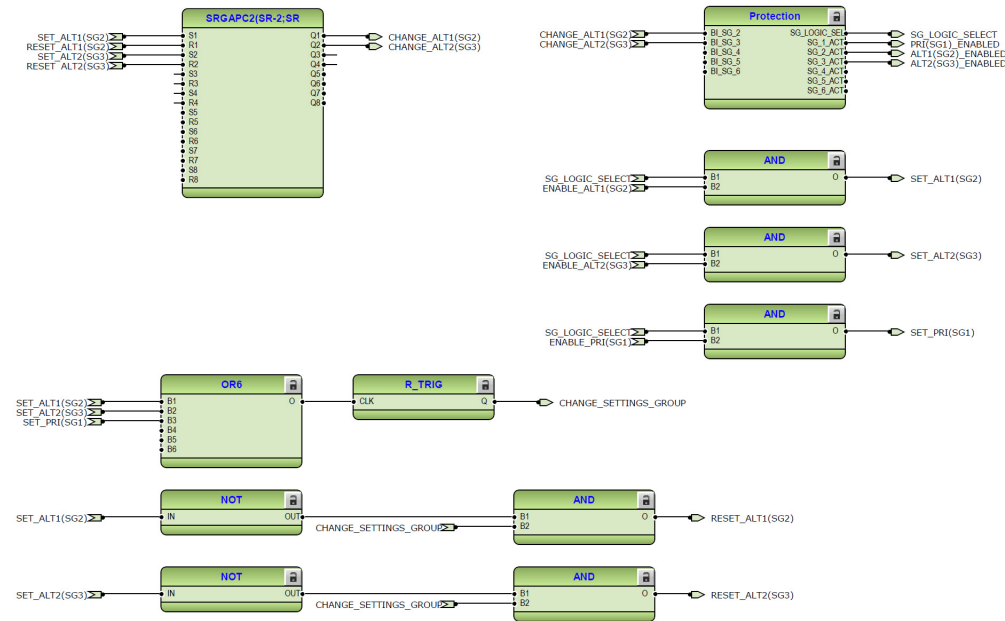 SRGAPC2(SR-2;SR
SET_ALT1(SG2) S1 Q1 CHANGE_ALT1(SG2)
RESET_ALT1(SG2) R1 Q2 CHANGE_ALT2(SG3)
SET_ALT2(SG3) S2 Q3
RESET_ALT2(SG3) R2 Q4
S3 Q5
R3 Q6
S4 Q7
R4 Q8
S5
R5
S6
R6
S7
R7
S8
R8
Protection
CHANGE_ALT1(SG2) BI_SG_2 SG_LOGIC_SEL SG_LOGIC_SELECT
CHANGE_ALT2(SG3) BI_SG_3 SG_1_ACT PRI(SG1)_ENABLED
BI_SG_4 SG_2_ACT ALT1(SG2)_ENABLED
BI_SG_5 SG_3_ACT ALT2(SG3)_ENABLED
BI_SG_6 SG_4_ACT
SG_5_ACT
SG_6_ACT
AND
SG_LOGIC_SELECT B1 O SET_ALT1(SG2)
ENABLE_ALT1(SG2) B2
AND
SG_LOGIC_SELECT B1 O SET_ALT2(SG3)
ENABLE_ALT2(SG3) B2
AND
SG_LOGIC_SELECT B1 O SET_PRI(SG1)
ENABLE_PRI(SG1) B2
OR6 R_TRIG
SET_ALT1(SG2) B1 O CLK Q CHANGE_SETTINGS_GROUP
SET_ALT2(SG3) B2
SET_PRI(SG1) B3
B4
B5
B6
NOT AND
SET_ALT1(SG2) IN OUT B1 O RESET_ALT1(SG2)
CHANGE_SETTINGS_GROUP B2
NOT AND
SET_ALT2(SG3) IN OUT B1 O RESET_ALT2(SG3)
CHANGE_SETTINGS_GROUP B2